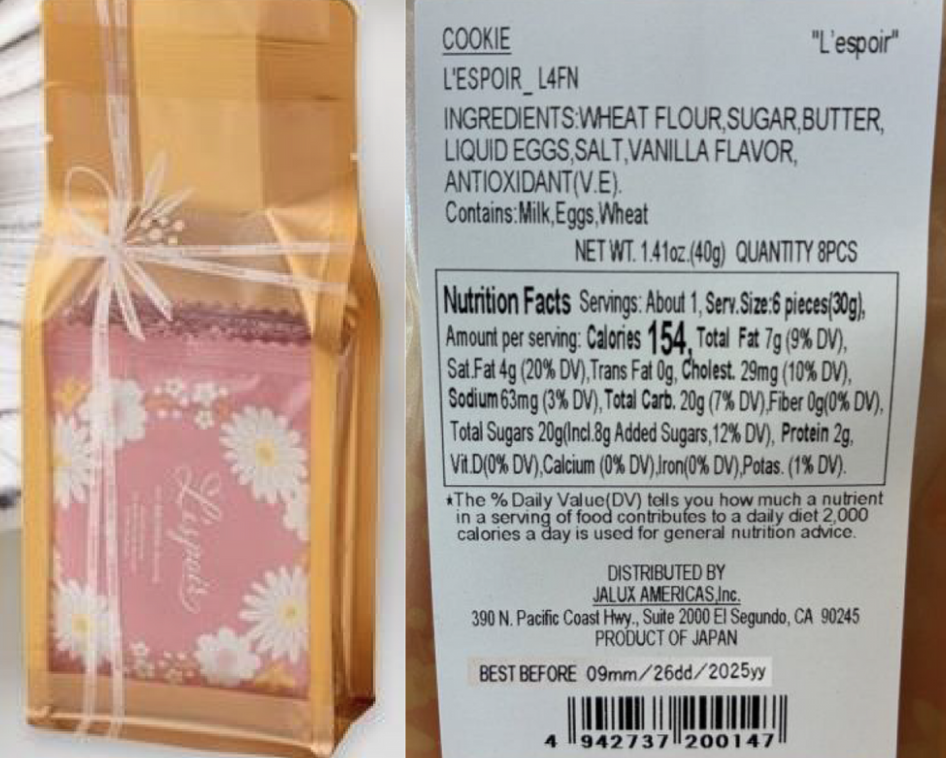 L'espoir
COOKIE "L'espoir"
L'ESPOIR_ L4FN
INGREDIENTS:WHEAT FLOUR,SUGAR,BUTTER,
LIQUID EGGS,SALT,VANILLA FLAVOR,
ANTIOXIDANT(V.E).
Contains:Milk,Eggs,Wheat
NET WT. 1.41oz.(40g) QUANTITY 8PCS
Nutrition Facts Servings: About 1, Serv.Size:6 pieces(30g),
Amount per serving: Calories 154, Total Fat 7g (9% DV),
Sat.Fat 4g (20% DV),Trans Fat 0g, Cholest. 29mg (10% DV),
Sodium 63mg (3% DV),Total Carb. 20g (7% DV),Fiber 0g(0% DV),
Total Sugars 20g(Incl.8g Added Sugars,12% DV), Protein 2g,
Vit.D(0% DV),Calcium (0% DV),Iron(0% DV),Potas. (1% DV).
*The % Daily Value(DV) tells you how much a nutrient
in a serving of food contributes to a daily diet 2,000
calories a day is used for general nutrition advice.
DISTRIBUTED BY
JALUX AMERICAS,Inc.
390 N. Pacific Coast Hwy., Suite 2000 El Segundo, CA 90245
PRODUCT OF JAPAN
BEST BEFORE 09mm/26dd/2025yy
4 942737 200147